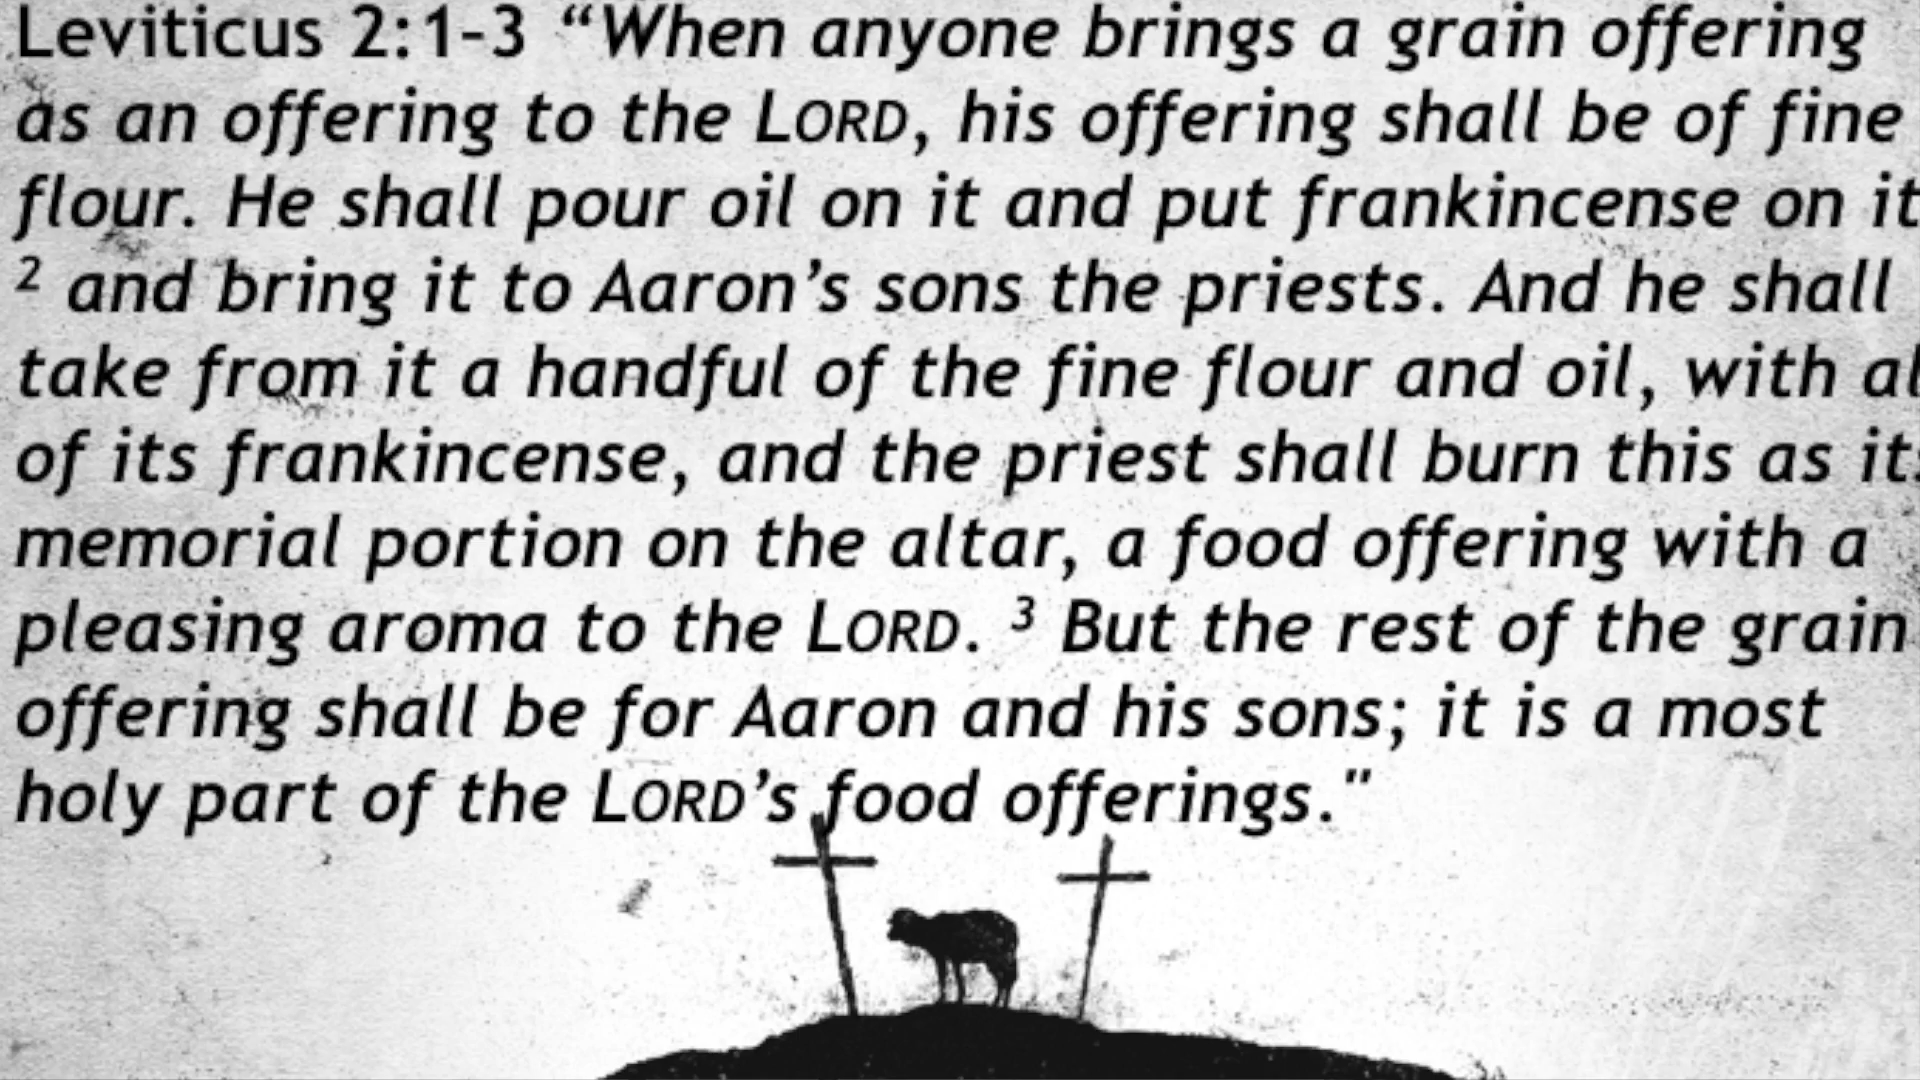 Leviticus 2:1–3 “When anyone brings a grain offering
as an offering to the LORD, his offering shall be of fine
flour. He shall pour oil on it and put frankincense on it
2 and bring it to Aaron’s sons the priests. And he shall
take from it a handful of the fine flour and oil, with al
of its frankincense, and the priest shall burn this as its
memorial portion on the altar, a food offering with a
pleasing aroma to the LORD. 3 But the rest of the grain
offering shall be for Aaron and his sons; it is a most
holy part of the LORD’s food offerings."